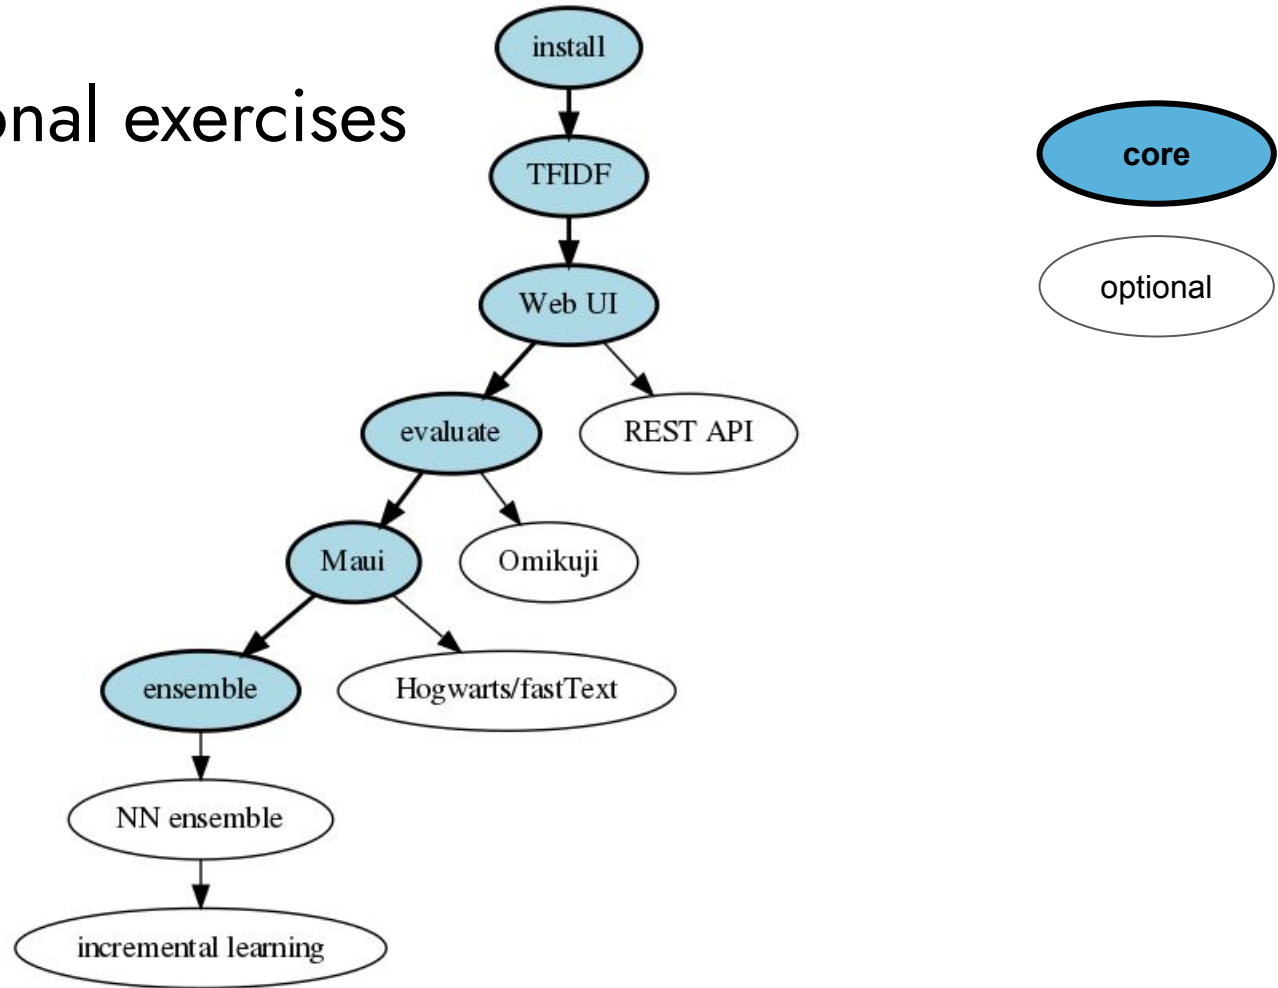 install
onal exercises
TFIDF
core
Web UI
optional
evaluate
REST API
Maui
Omikuji
ensemble
Hogwarts/fastText
NN ensemble
incremental learning